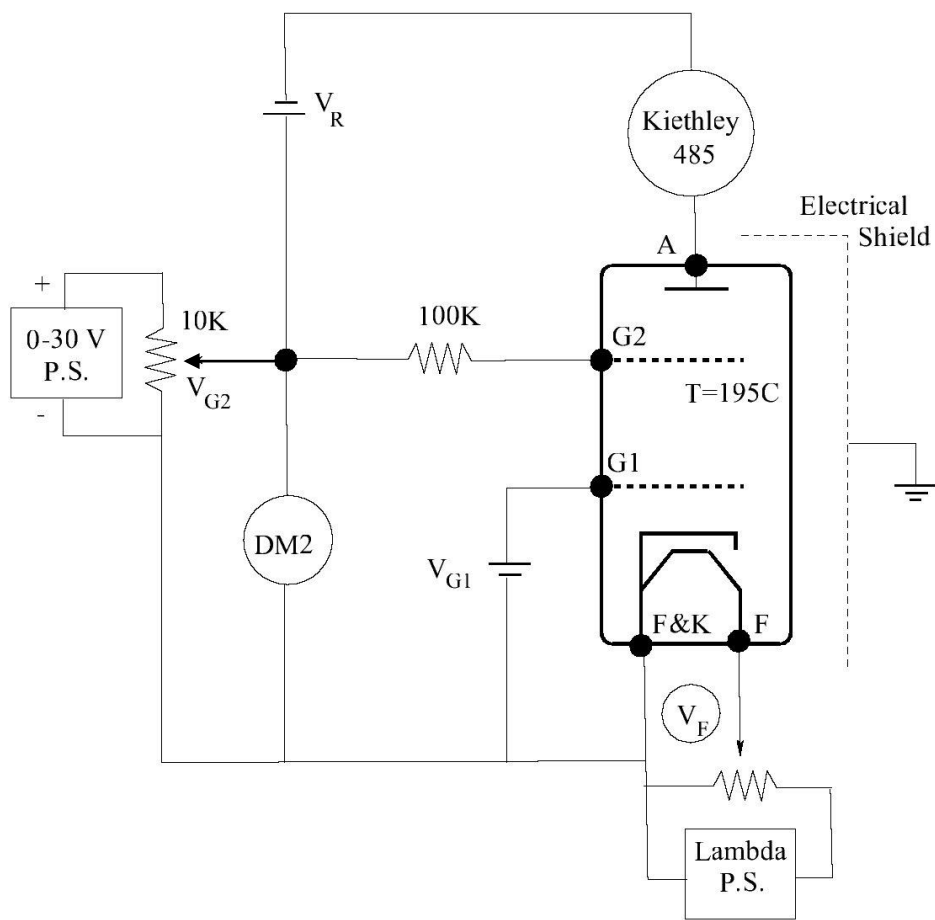 V_R
Kiethley
485
Electrical
Shield
A
+
0-30 V
P.S.
-
10K
V_G2
100K
G2
T=195C
G1
DM2
V_G1
F&K
F
V_F
Lambda
P.S.